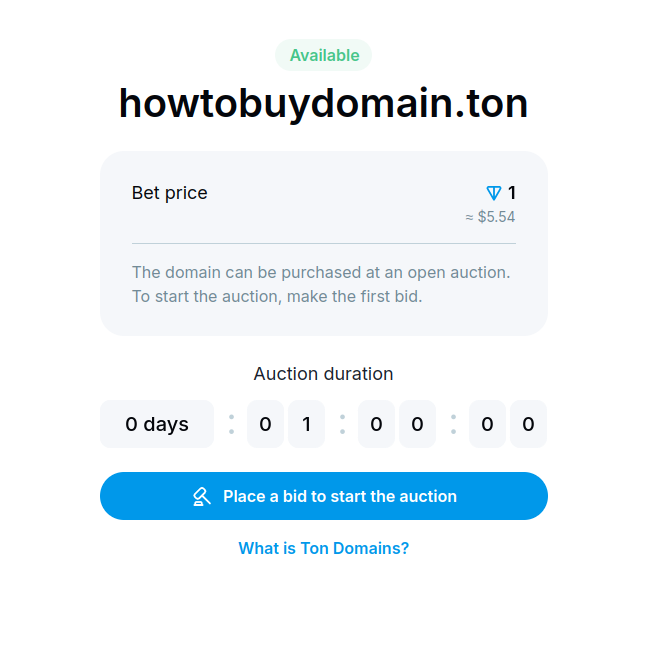 Available
howtobuydomain.ton
Bet price 1
≈ $5.54
The domain can be purchased at an open auction.
To start the auction, make the first bid.
Auction duration
0 days : 0 1 : 0 0 : 0 0
Place a bid to start the auction
What is Ton Domains?